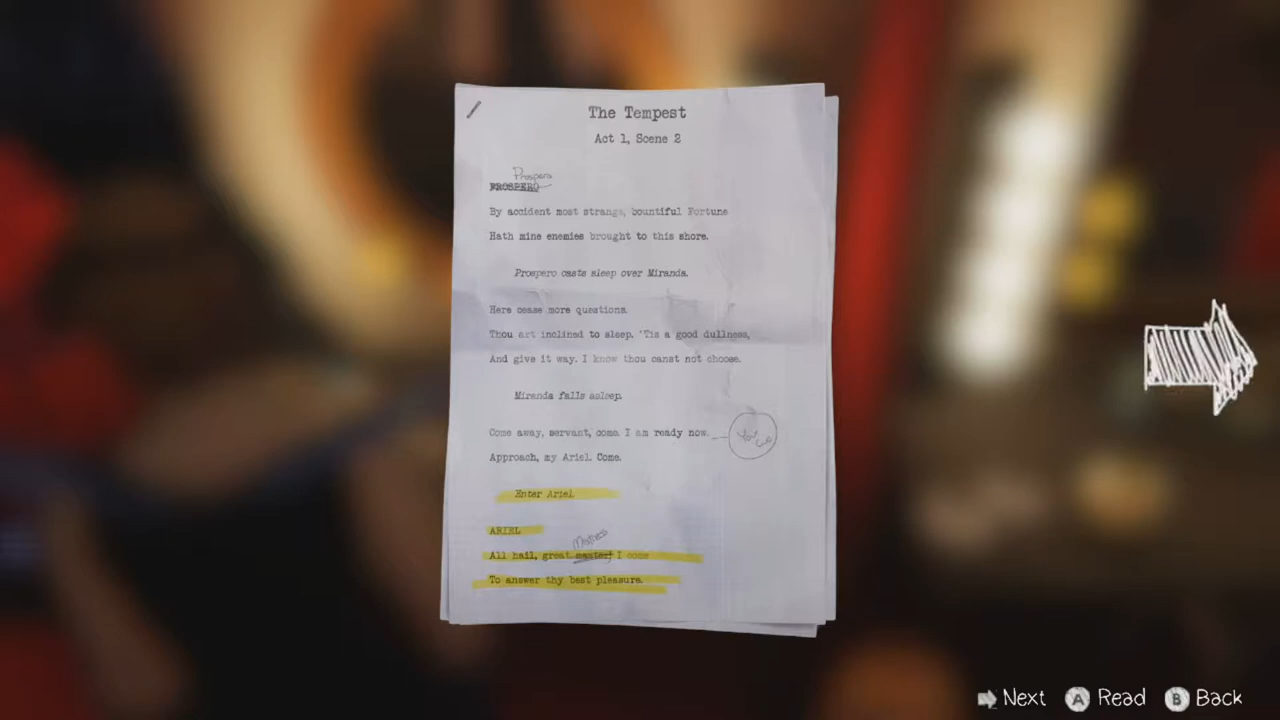 The Tempest
Act 1, Scene 2
Prospera
PROSPERO
By accident most strange, bountiful Fortune
Hath mine enemies brought to this shore.
Prospero casts sleep over Miranda.
Here cease more questions.
Thou art inclined to sleep. 'Tis a good dullness,
And give it way. I know thou canst not choose.
Miranda falls asleep.
Come away, servant, come. I am ready now.
Approach, my Ariel. Come.
Enter Ariel.
ARIEL
Mistress
All hail, great master! I come
To answer thy best pleasure.
Next A Read B Back